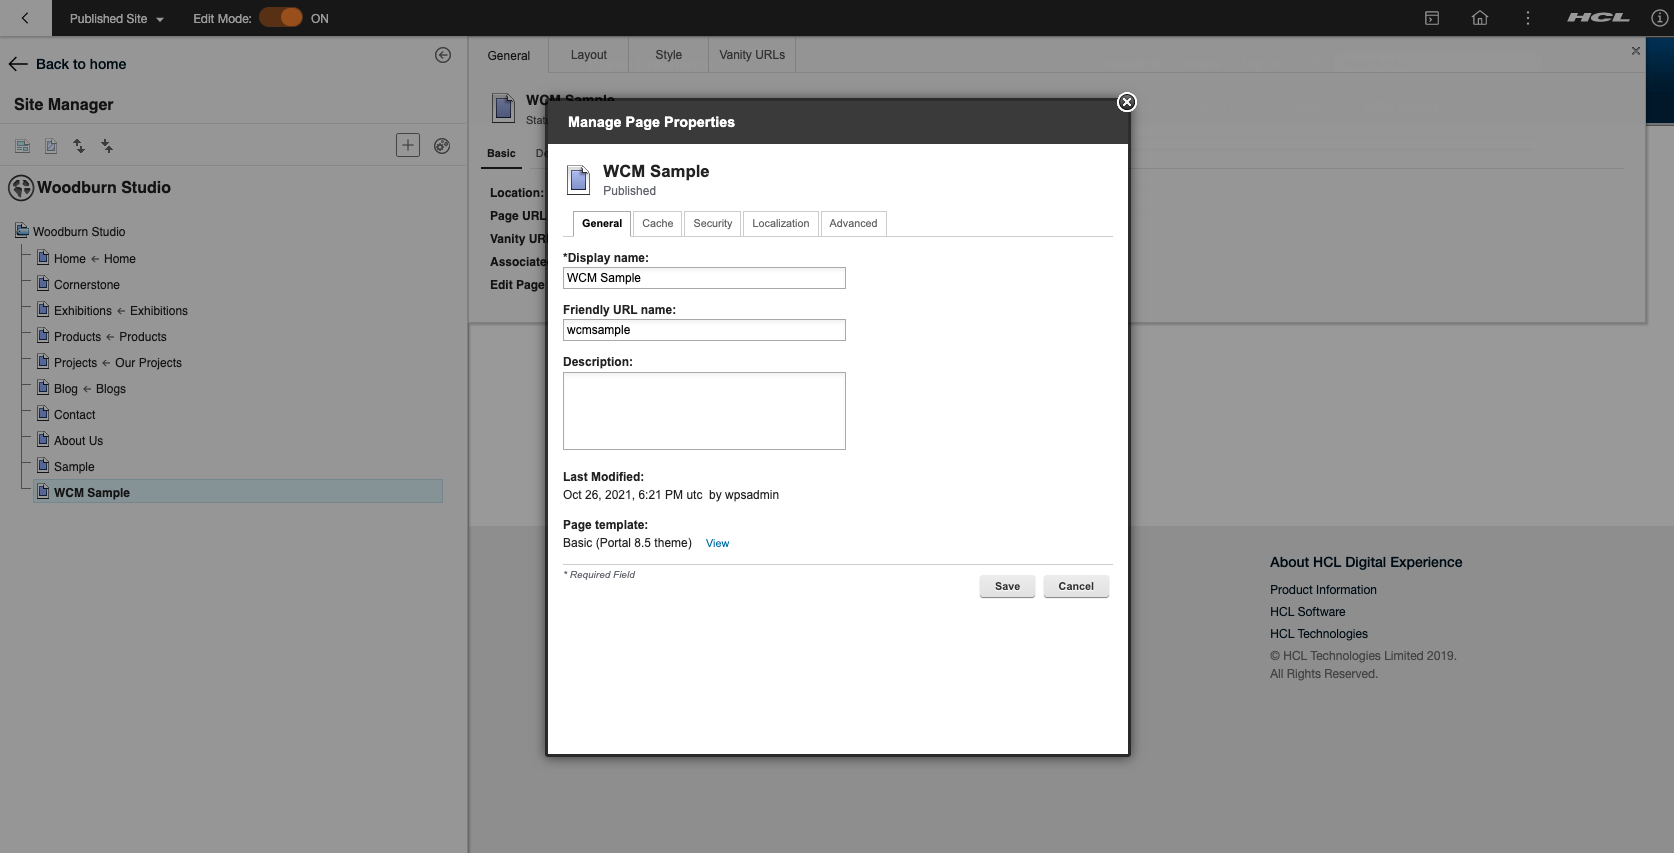 Published Site
Edit Mode: ON
HCL
Back to home
Site Manager
Woodburn Studio
Woodburn Studio
Home ← Home
Cornerstone
Exhibitions ← Exhibitions
Products ← Products
Projects ← Our Projects
Blog ← Blogs
Contact
About Us
Sample
WCM Sample
General Layout Style Vanity URLs
WCM Sample
Basic
Location:
Page URL
Vanity
Edit Page
Manage Page Properties
WCM Sample
Published
General Cache Security Localization Advanced
*Display name:
WCM Sample
Friendly URL name:
wcmsample
Description:
Last Modified:
Oct 26, 2021, 6:21 PM utc by wpsadmin
Page template:
Basic (Portal 8.5 theme) View
* Required Field
Save Cancel
About HCL Digital Experience
Product Information
HCL Software
HCL Technologies
© HCL Technologies Limited 2019.
All Rights Reserved.